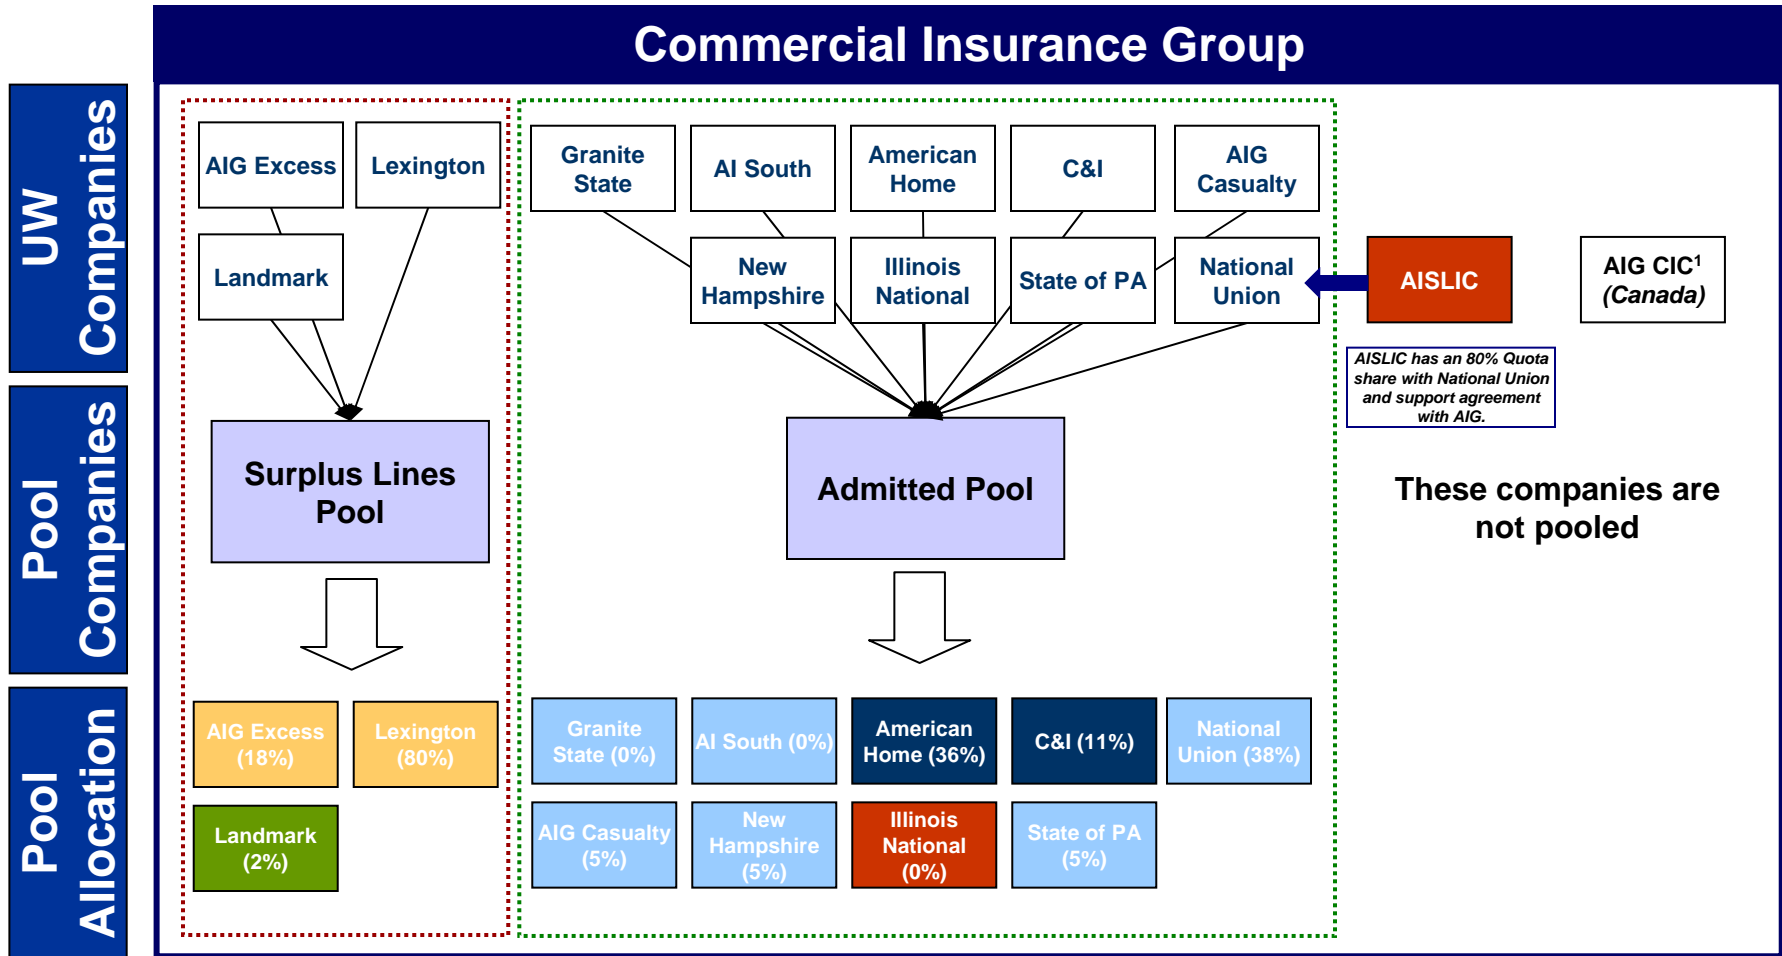 Commercial Insurance Group
UW
Companies
Pool
Companies
Pool
Allocation
AIG Excess
Lexington
Landmark
Granite
State
AI South
American
Home
C&I
AIG
Casualty
New
Hampshire
Illinois
National
State of PA
National
Union
AISLIC
AIG CIC¹
(Canada)
AISLIC has an 80% Quota
share with National Union
and support agreement
with AIG.
Surplus Lines
Pool
Admitted Pool
These companies are
not pooled
AIG Excess
(18%)
Lexington
(80%)
Landmark
(2%)
Granite
State (0%)
AI South (0%)
American
Home (36%)
C&I (11%)
National
Union (38%)
AIG Casualty
(5%)
New
Hampshire
(5%)
Illinois
National
(0%)
State of PA
(5%)